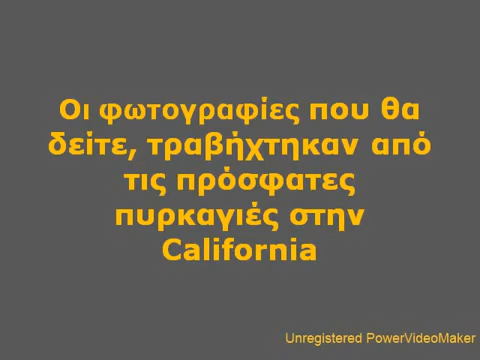 Οι φωτογραφίες που θα
δείτε, τραβήχτηκαν από
τις πρόσφατες
πυρκαγιές στην
California
Unregistered PowerVideoMaker